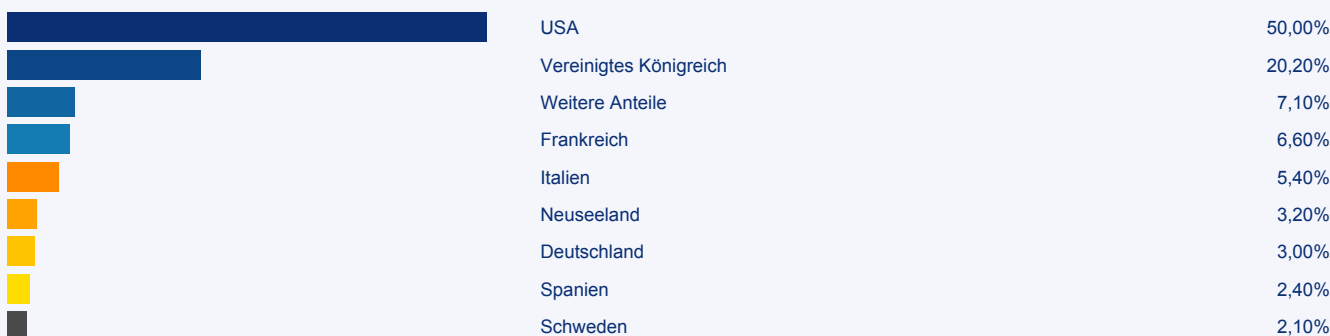 USA 50,00%
Vereinigtes Königreich 20,20%
Weitere Anteile 7,10%
Frankreich 6,60%
Italien 5,40%
Neuseeland 3,20%
Deutschland 3,00%
Spanien 2,40%
Schweden 2,10%